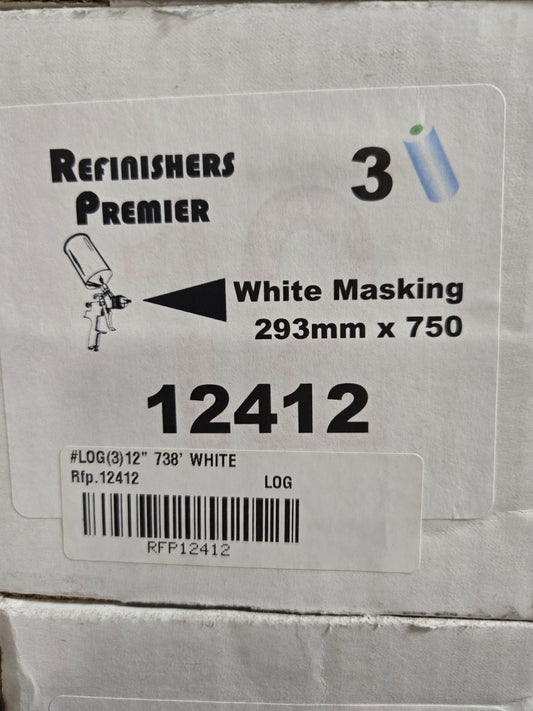 REFINISHERS
PREMIER
3
White Masking
293mm x 750
12412
#LOG(3)12" 738' WHITE
Rfp.12412 LOG
RFP12412